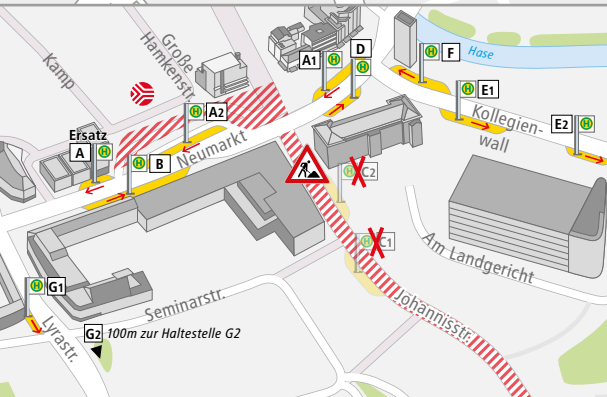 Kamp
Große
Hamkenstr.
A1
H
D
H
F
H
Hase
E1
H
Kollegien-
wall
E2
H
A2
H
Ersatz
A
H
B
H
Neumarkt
C2
H
C1
H
Am Landgericht
Johannisstr.
G1
H
Seminarstr.
Lyrastr.
G2 100m zur Haltestelle G2